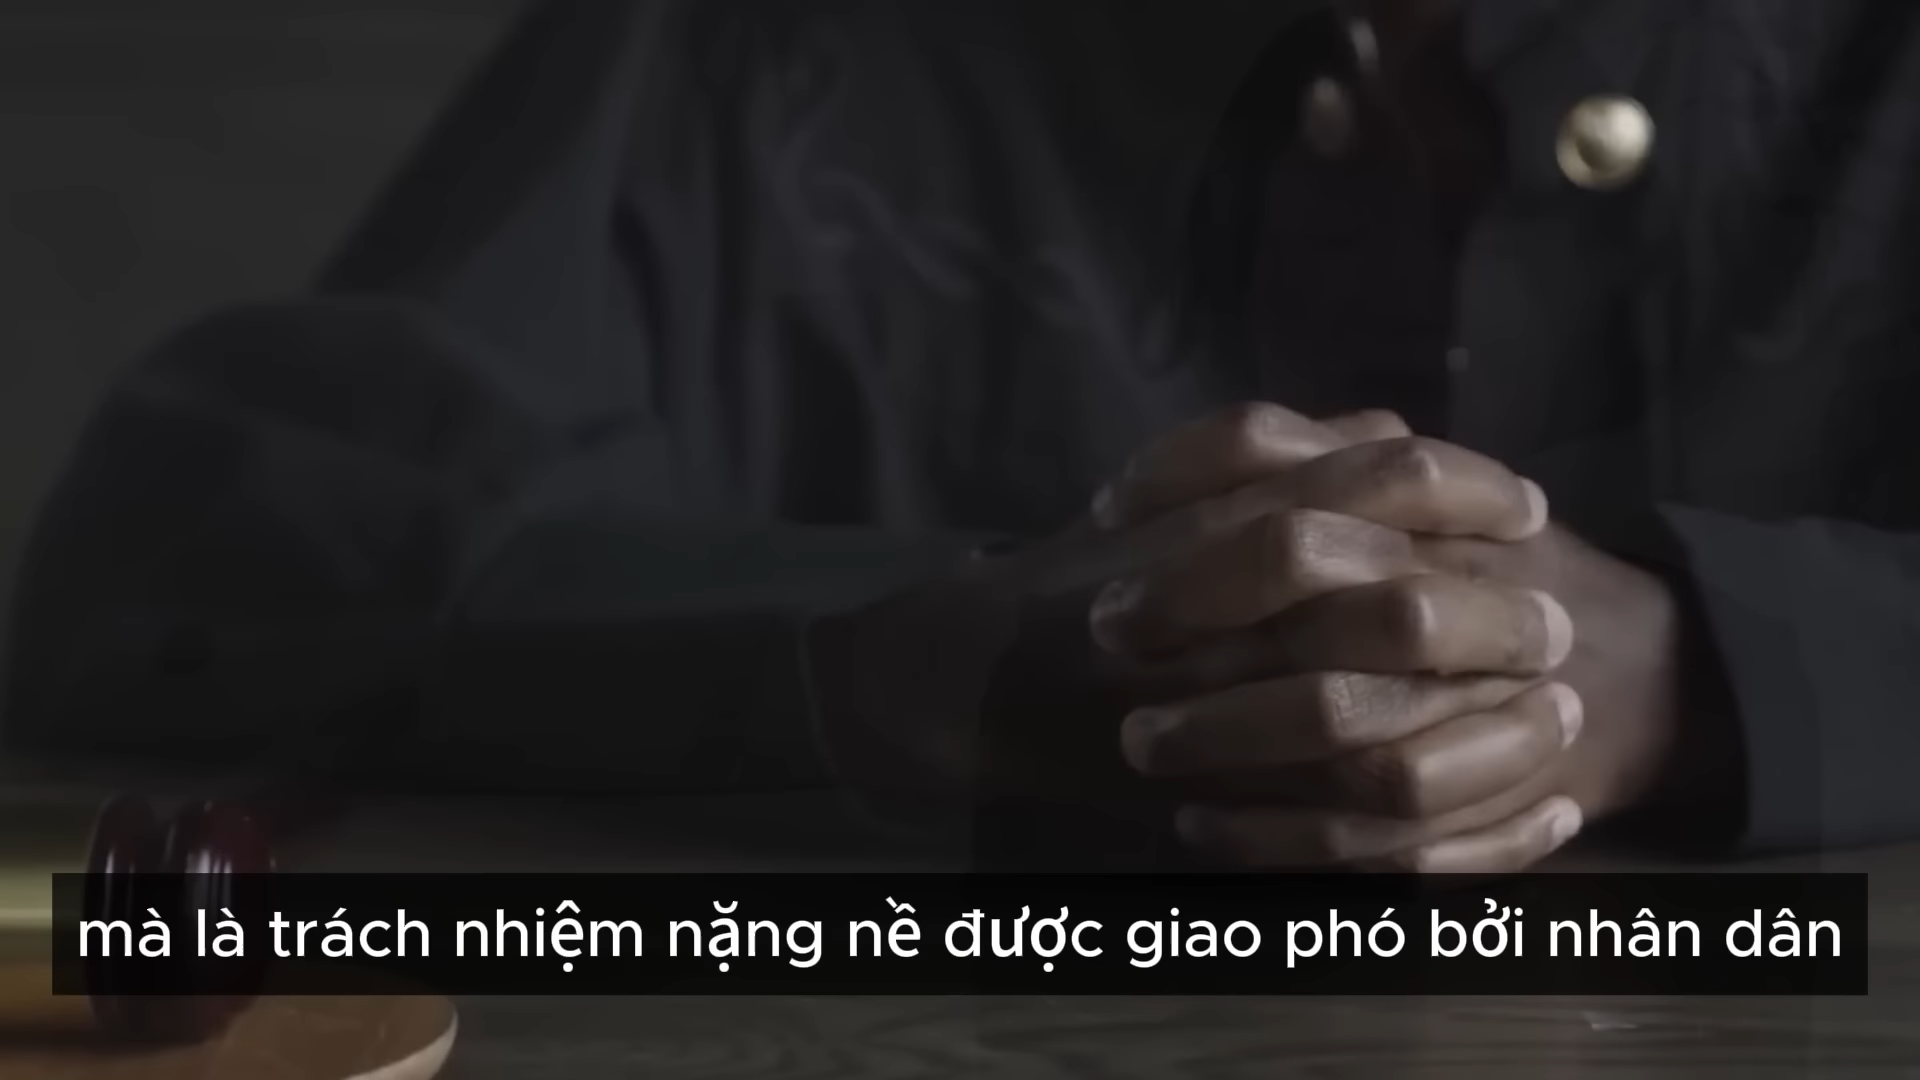 mà là trách nhiệm nặng nề được giao phó bởi nhân dân